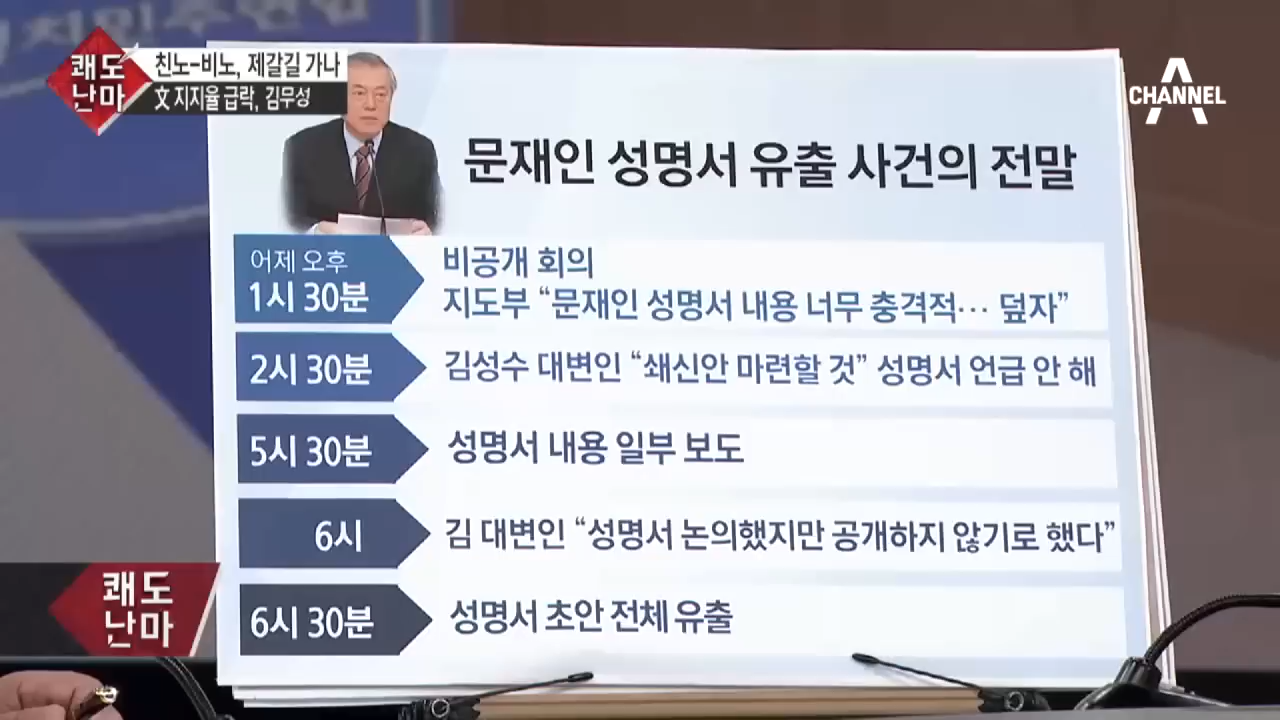 정치민주연합
쾌도
난마
친노-비노, 제갈길 가나
文 지지율 급락, 김무성
CHANNEL A
문재인 성명서 유출 사건의 전말
어제 오후
1시 30분
비공개 회의
지도부 “문재인 성명서 내용 너무 충격적… 덮자”
2시 30분
김성수 대변인 “쇄신안 마련할 것” 성명서 언급 안 해
5시 30분
성명서 내용 일부 보도
6시
김 대변인 “성명서 논의했지만 공개하지 않기로 했다”
6시 30분
성명서 초안 전체 유출
쾌도
난마